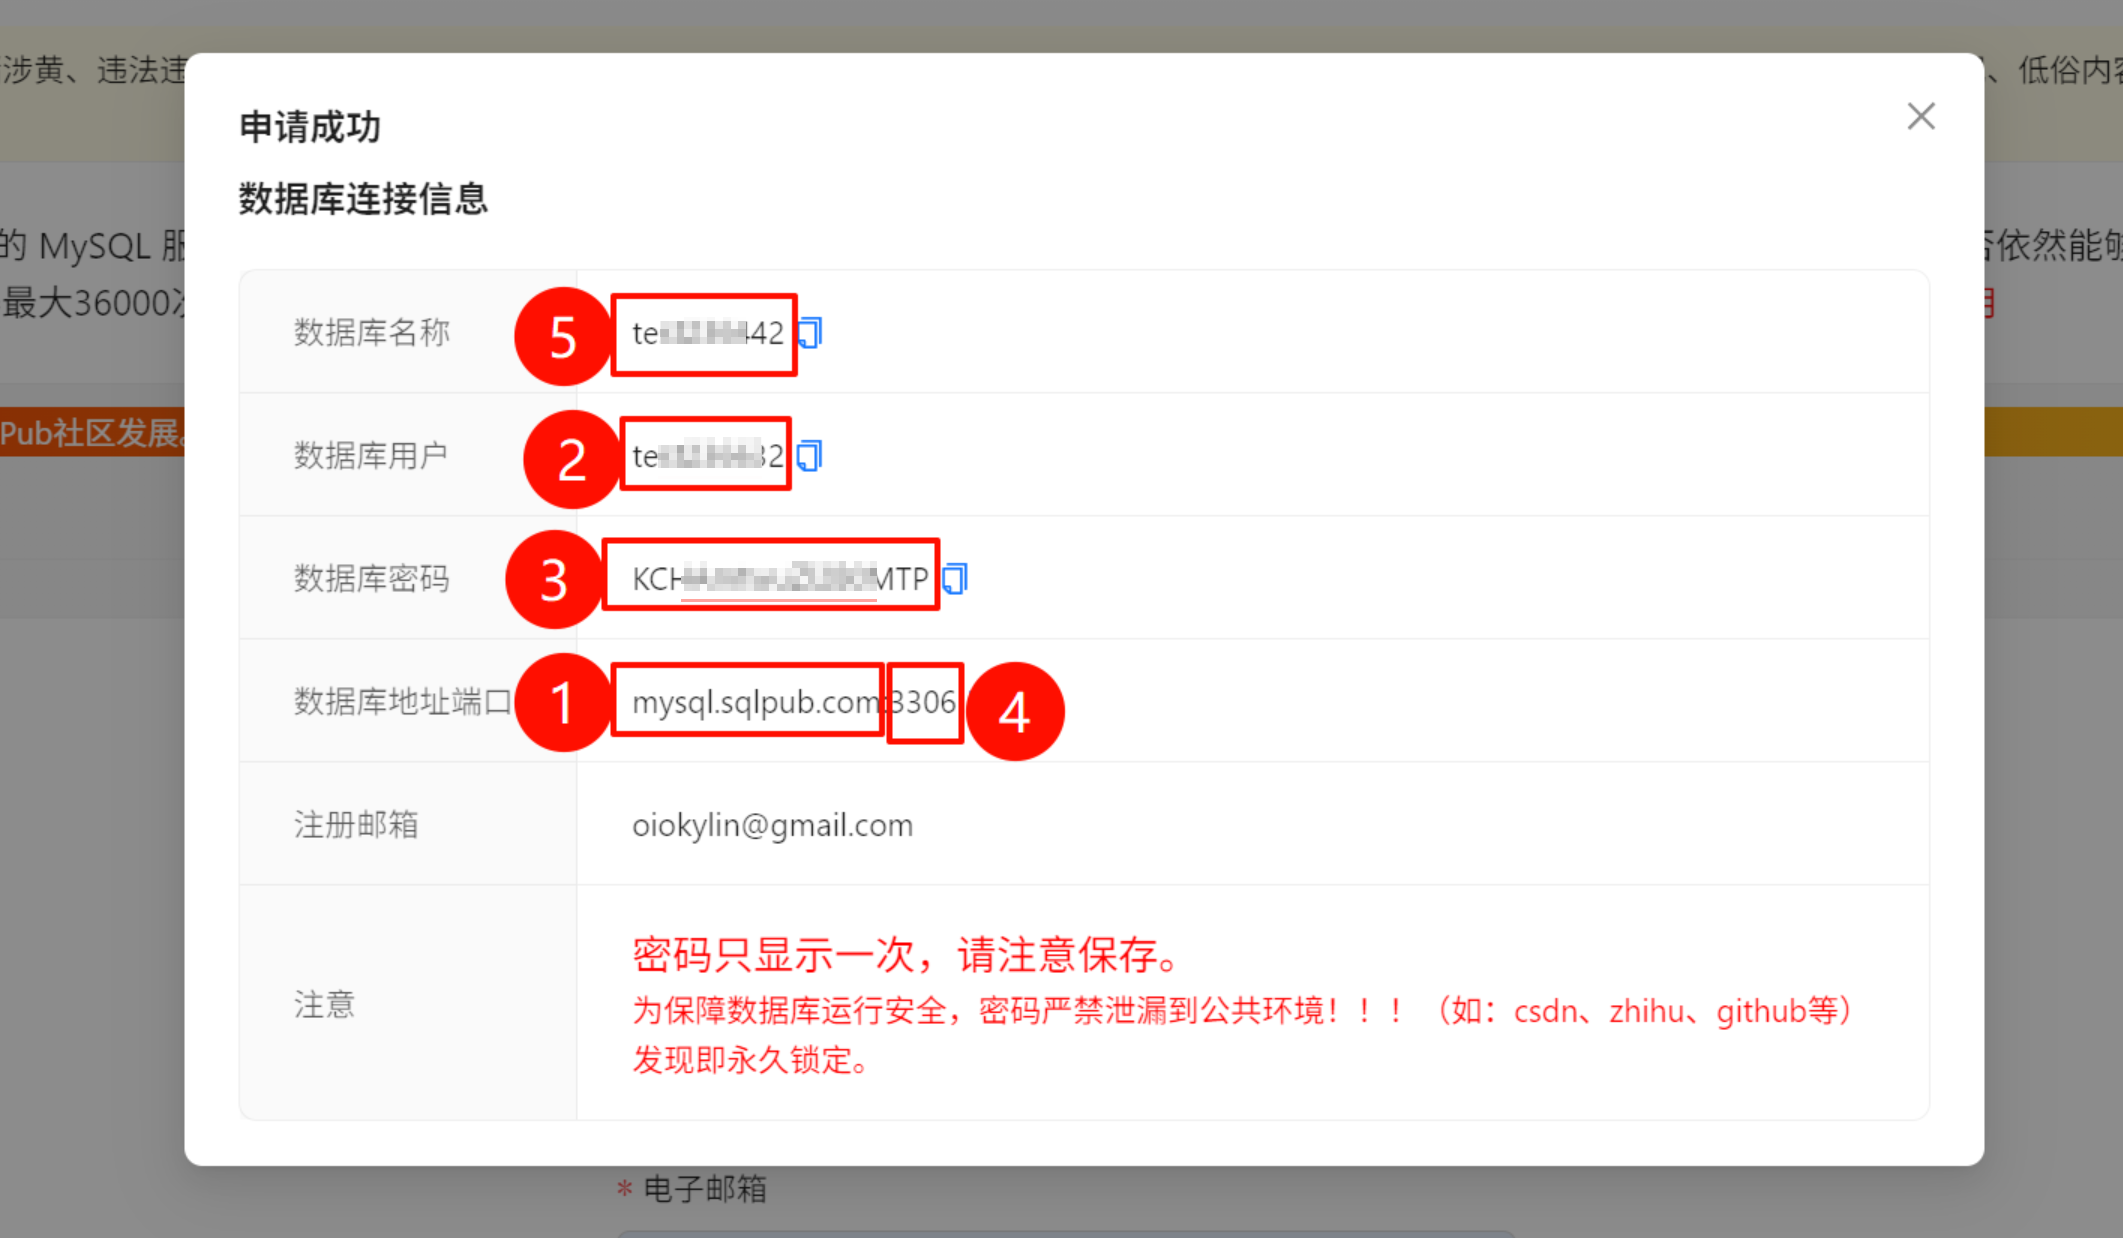 涉黄、违法违
、低俗内容
申请成功
数据库连接信息
的 MySQL 服
否依然能够
最大36000次
用
数据库名称
5
te 442
Pub社区发展。
数据库用户
2
te 32
数据库密码
3
KCH MTP
数据库地址端口
1
mysql.sqlpub.com:3306
4
注册邮箱
oiokylin@gmail.com
注意
密码只显示一次，请注意保存。
为保障数据库运行安全，密码严禁泄漏到公共环境！！！（如：csdn、zhihu、github等）
发现即永久锁定。
* 电子邮箱